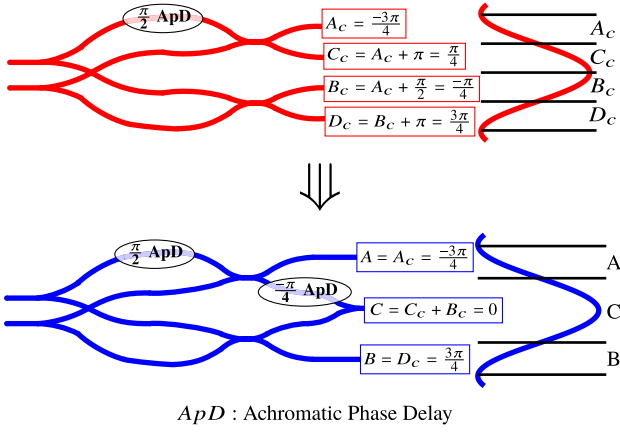 π/2 ApD
A_c = -3π/4
C_c = A_c + π = π/4
B_c = A_c + π/2 = -π/4
D_c = B_c + π = 3π/4
A_c
C_c
B_c
D_c
π/2 ApD
-π/4 ApD
A = A_c = -3π/4
C = C_c + B_c = 0
B = D_c = 3π/4
A
C
B
ApD : Achromatic Phase Delay